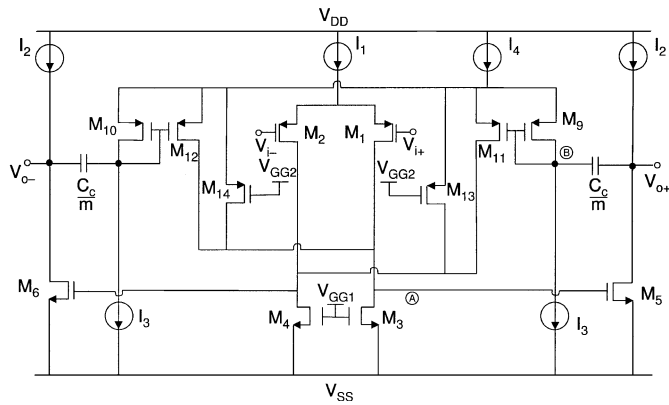 V_DD
I_2 I_1 I_4 I_2
M_10 M_12 M_2 M_1 M_11 M_9
V_i− V_i+
V_GG2 V_GG2
Ⓑ
V_o− C_c/m M_14 M_13 C_c/m V_o+
M_6 V_GG1 Ⓐ M_5
I_3 M_4 M_3 I_3
V_SS